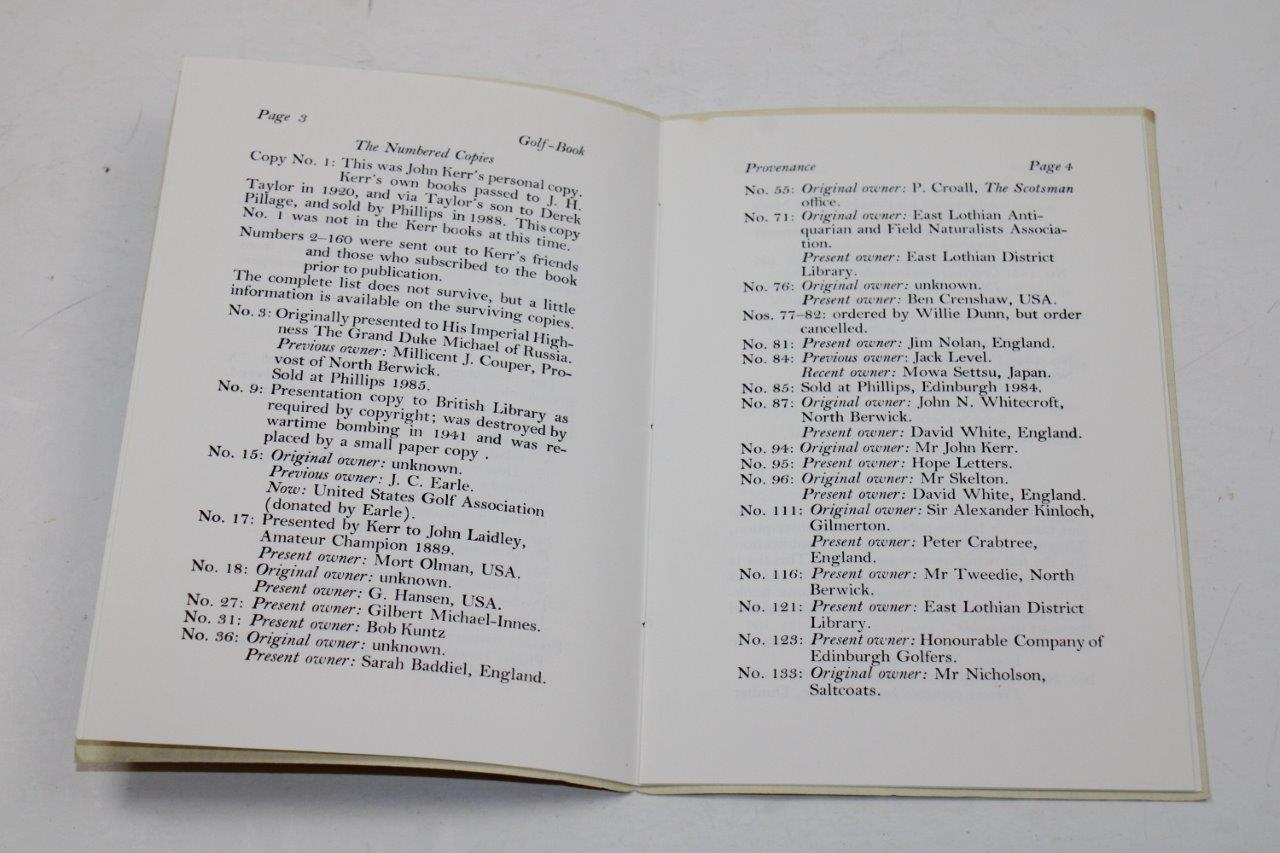 Page 3
Golf-Book
The Numbered Copies
Copy No. 1: This was John Kerr's personal copy.
Kerr's own books passed to J. H.
Taylor in 1920, and via Taylor's son to Derek
Pillage, and sold by Phillips in 1988. This copy
No. 1 was not in the Kerr books at this time.
Numbers 2–160 were sent out to Kerr's friends
and those who subscribed to the book
prior to publication.
The complete list does not survive, but a little
information is available on the surviving copies.
No. 3: Originally presented to His Imperial High-
ness The Grand Duke Michael of Russia.
Previous owner: Millicent J. Couper, Pro-
vost of North Berwick.
Sold at Phillips 1985.
No. 9: Presentation copy to British Library as
required by copyright; was destroyed by
wartime bombing in 1941 and was re-
placed by a small paper copy .
No. 15: Original owner: unknown.
Previous owner: J. C. Earle.
Now: United States Golf Association
(donated by Earle).
No. 17: Presented by Kerr to John Laidley,
Amateur Champion 1889.
Present owner: Mort Olman, USA.
No. 18: Original owner: unknown.
Present owner: G. Hansen, USA.
No. 27: Present owner: Gilbert Michael-Innes.
No. 31: Present owner: Bob Kuntz
No. 36: Original owner: unknown.
Present owner: Sarah Baddiel, England.
Provenance
Page 4
No. 55: Original owner: P. Croall, The Scotsman
office.
No. 71: Original owner: East Lothian Anti-
quarian and Field Naturalists Associa-
tion.
Present owner: East Lothian District
Library.
No. 76: Original owner: unknown.
Present owner: Ben Crenshaw, USA.
Nos. 77–82: ordered by Willie Dunn, but order
cancelled.
No. 81: Present owner: Jim Nolan, England.
No. 84: Previous owner: Jack Level.
Recent owner: Mowa Settsu, Japan.
No. 85: Sold at Phillips, Edinburgh 1984.
No. 87: Original owner: John N. Whitecroft,
North Berwick.
Present owner: David White, England.
No. 94: Original owner: Mr John Kerr.
No. 95: Present owner: Hope Letters.
No. 96: Original owner: Mr Skelton.
Present owner: David White, England.
No. 111: Original owner: Sir Alexander Kinloch,
Gilmerton.
Present owner: Peter Crabtree,
England.
No. 116: Present owner: Mr Tweedie, North
Berwick.
No. 121: Present owner: East Lothian District
Library.
No. 123: Present owner: Honourable Company of
Edinburgh Golfers.
No. 133: Original owner: Mr Nicholson,
Saltcoats.